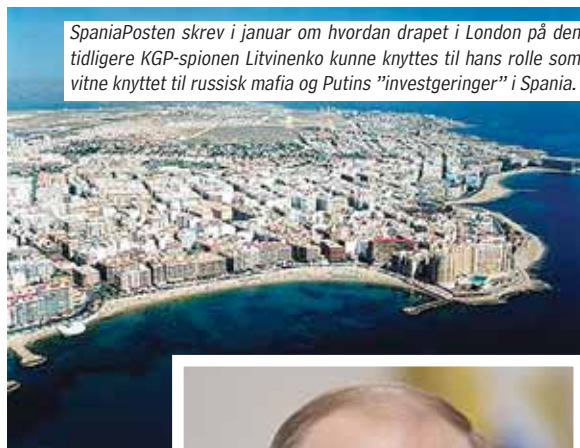 SpaniaPosten skrev i januar om hvordan drapet i London på den
tidligere KGP-spionen Litvinenko kunne knyttes til hans rolle som
vitne knyttet til russisk mafia og Putins ”investgeringer” i Spania.